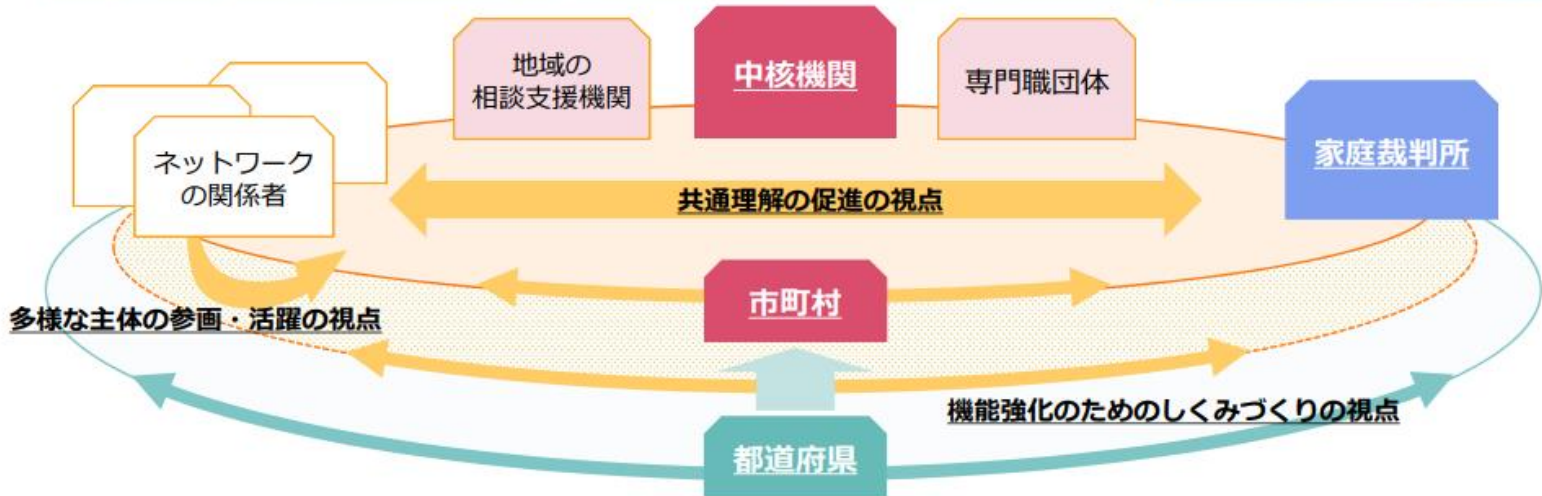 地域の
相談支援機関
中核機関
専門職団体
家庭裁判所
ネットワーク
の関係者
共通理解の促進の視点
市町村
多様な主体の参画・活躍の視点
機能強化のためのしくみづくりの視点
都道府県